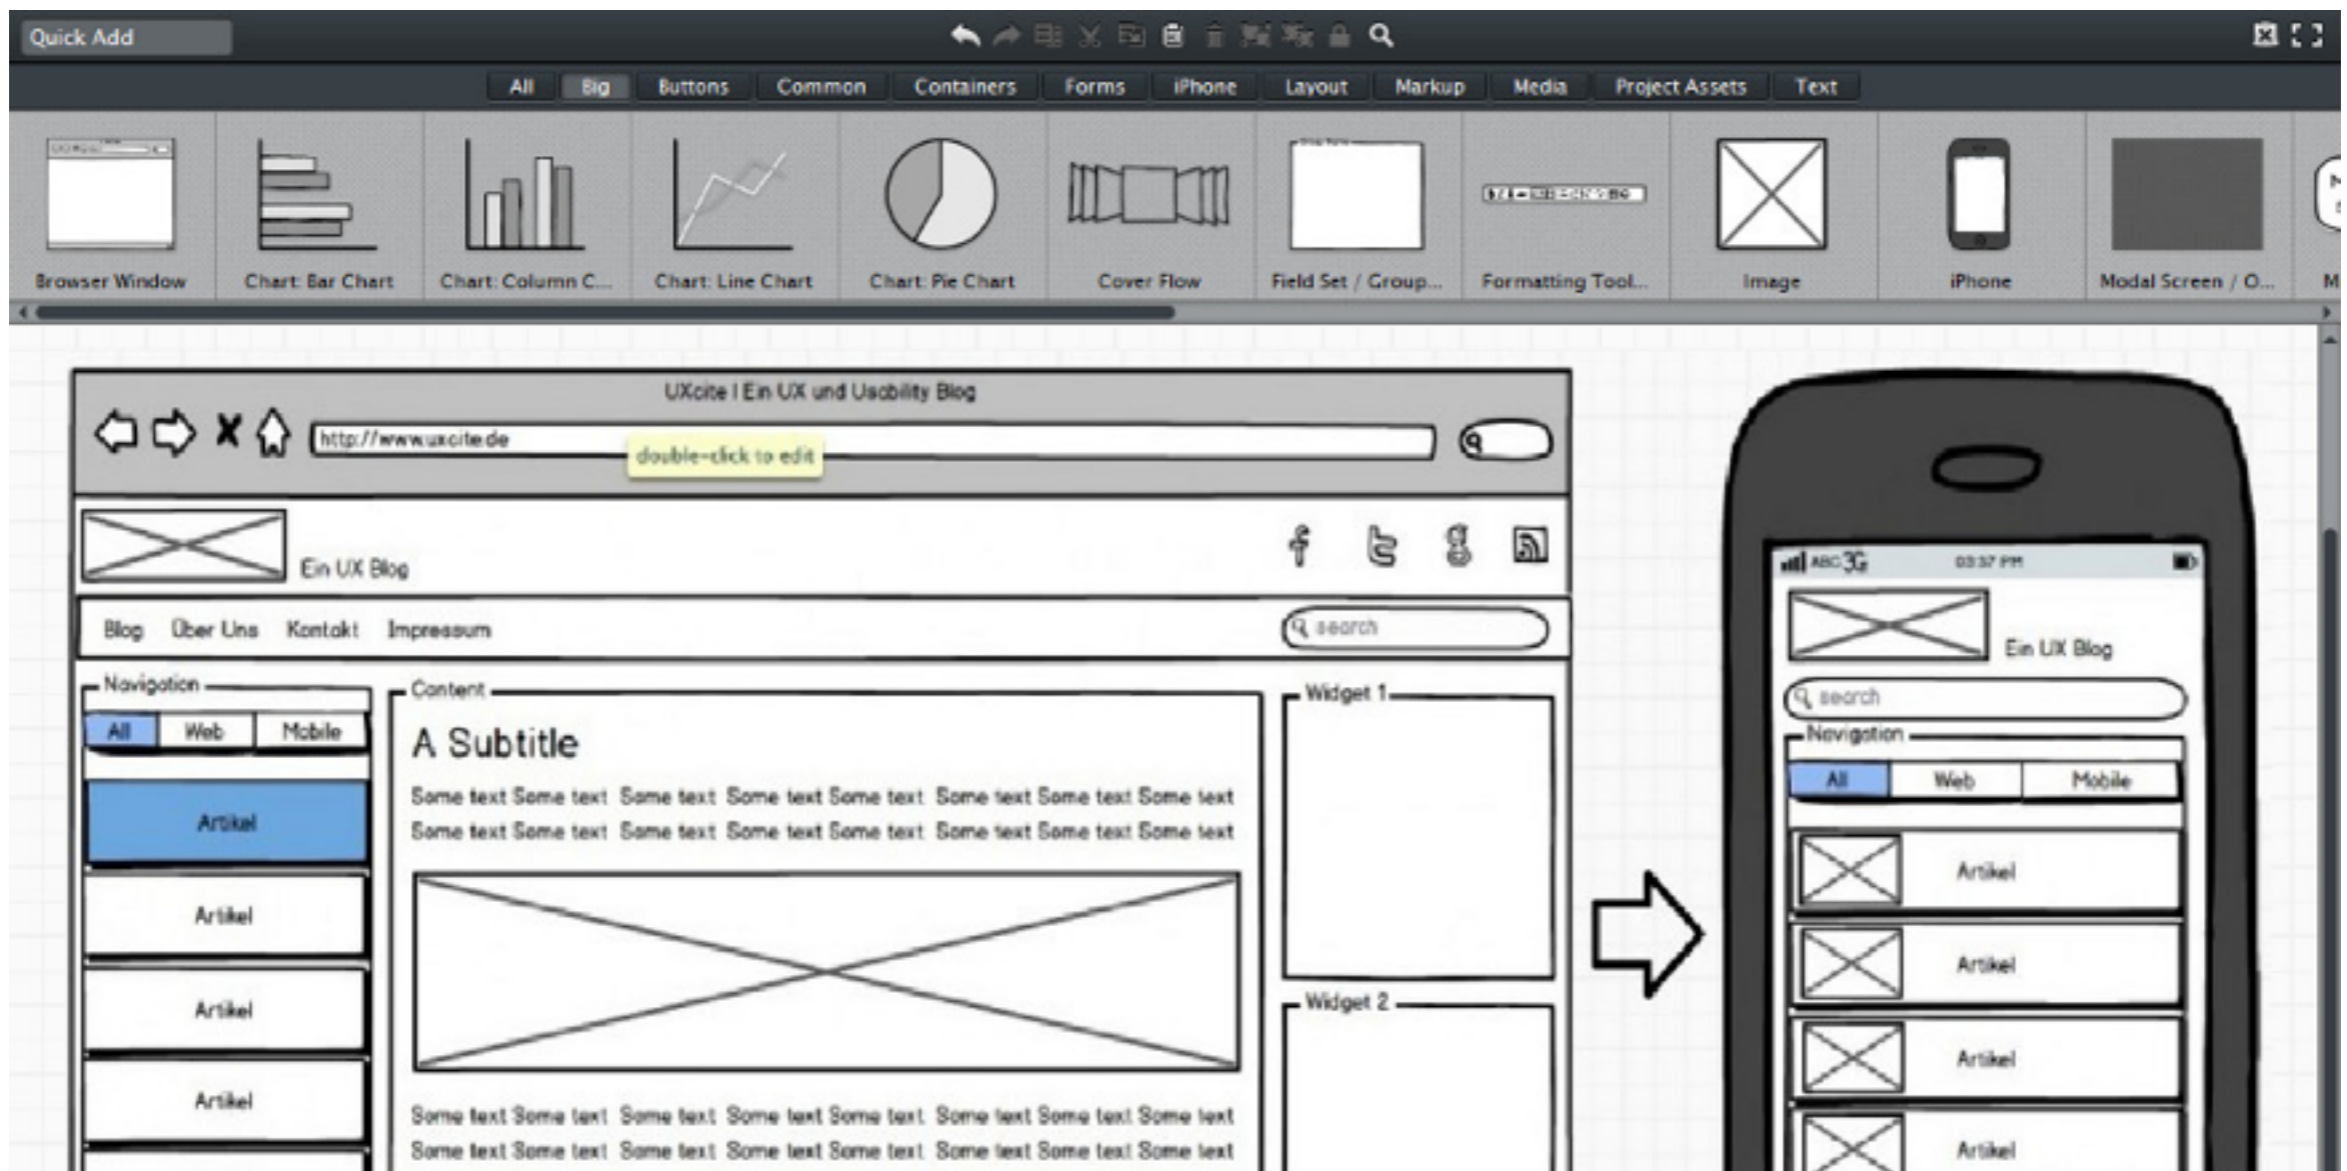 Quick Add
All Big Buttons Common Containers Forms iPhone Layout Markup Media Project Assets Text
Browser Window Chart: Bar Chart Chart: Column C... Chart: Line Chart Chart: Pie Chart Cover Flow Field Set / Group... Formatting Tool... Image iPhone Modal Screen / O... M
UXcite | Ein UX und Usability Blog
http://www.uxcite.de
double-click to edit
Ein UX Blog
Blog Über Uns Kontakt Impressum
search
Navigation
All Web Mobile
Artikel
Artikel
Artikel
Artikel
Content
A Subtitle
Some text Some text Some text Some text Some text Some text Some text Some text
Some text Some text Some text Some text Some text Some text Some text Some text
Some text Some text Some text Some text Some text Some text Some text Some text
Some text Some text Some text Some text Some text Some text Some text Some text
Widget 1
Widget 2
ABC 3G 03:37 PM
Ein UX Blog
search
Navigation
All Web Mobile
Artikel
Artikel
Artikel
Artikel